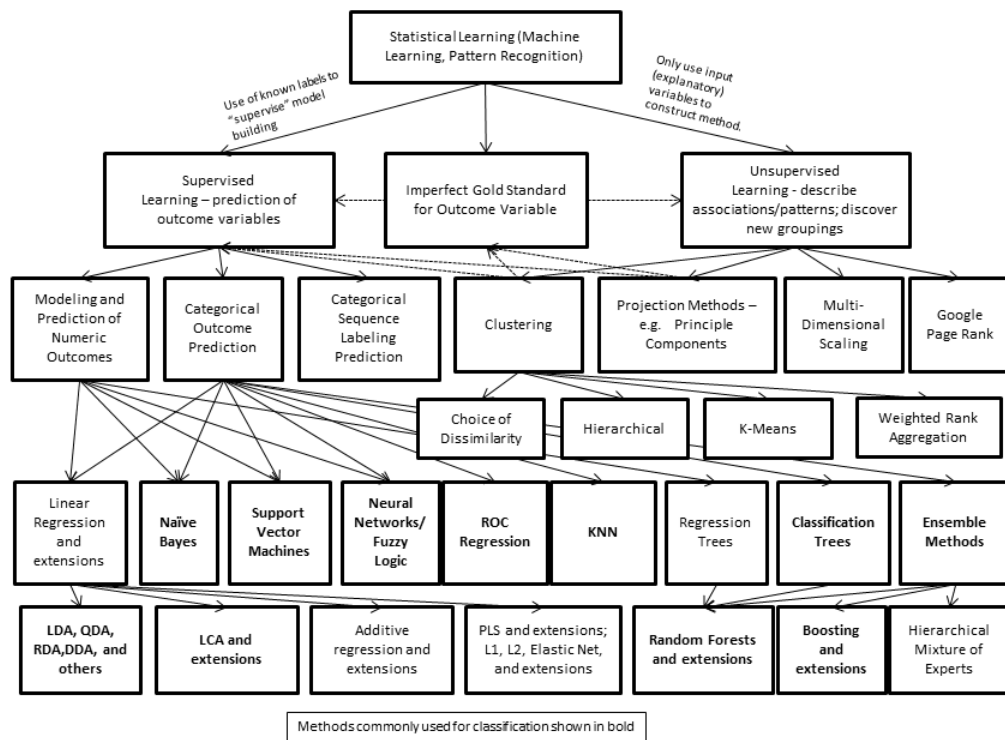 Statistical Learning (Machine
Learning, Pattern Recognition)
Use of known labels to
"supervise" model
building
Only use input
(explanatory)
variables to
construct method.
Supervised
Learning – prediction of
outcome variables
Imperfect Gold Standard
for Outcome Variable
Unsupervised
Learning - describe
associations/patterns; discover
new groupings
Modeling and
Prediction of
Numeric
Outcomes
Categorical
Outcome
Prediction
Categorical
Sequence
Labeling
Prediction
Clustering
Projection Methods –
e.g. Principle
Components
Multi-
Dimensional
Scaling
Google
Page Rank
Choice of
Dissimilarity
Hierarchical
K-Means
Weighted Rank
Aggregation
Linear
Regression
and
extensions
Naïve
Bayes
Support
Vector
Machines
Neural
Networks/
Fuzzy
Logic
ROC
Regression
KNN
Regression
Trees
Classification
Trees
Ensemble
Methods
LDA, QDA,
RDA,DDA, and
others
LCA and
extensions
Additive
regression and
extensions
PLS and extensions;
L1, L2, Elastic Net,
and extensions
Random Forests
and extensions
Boosting
and
extensions
Hierarchical
Mixture of
Experts
Methods commonly used for classification shown in bold